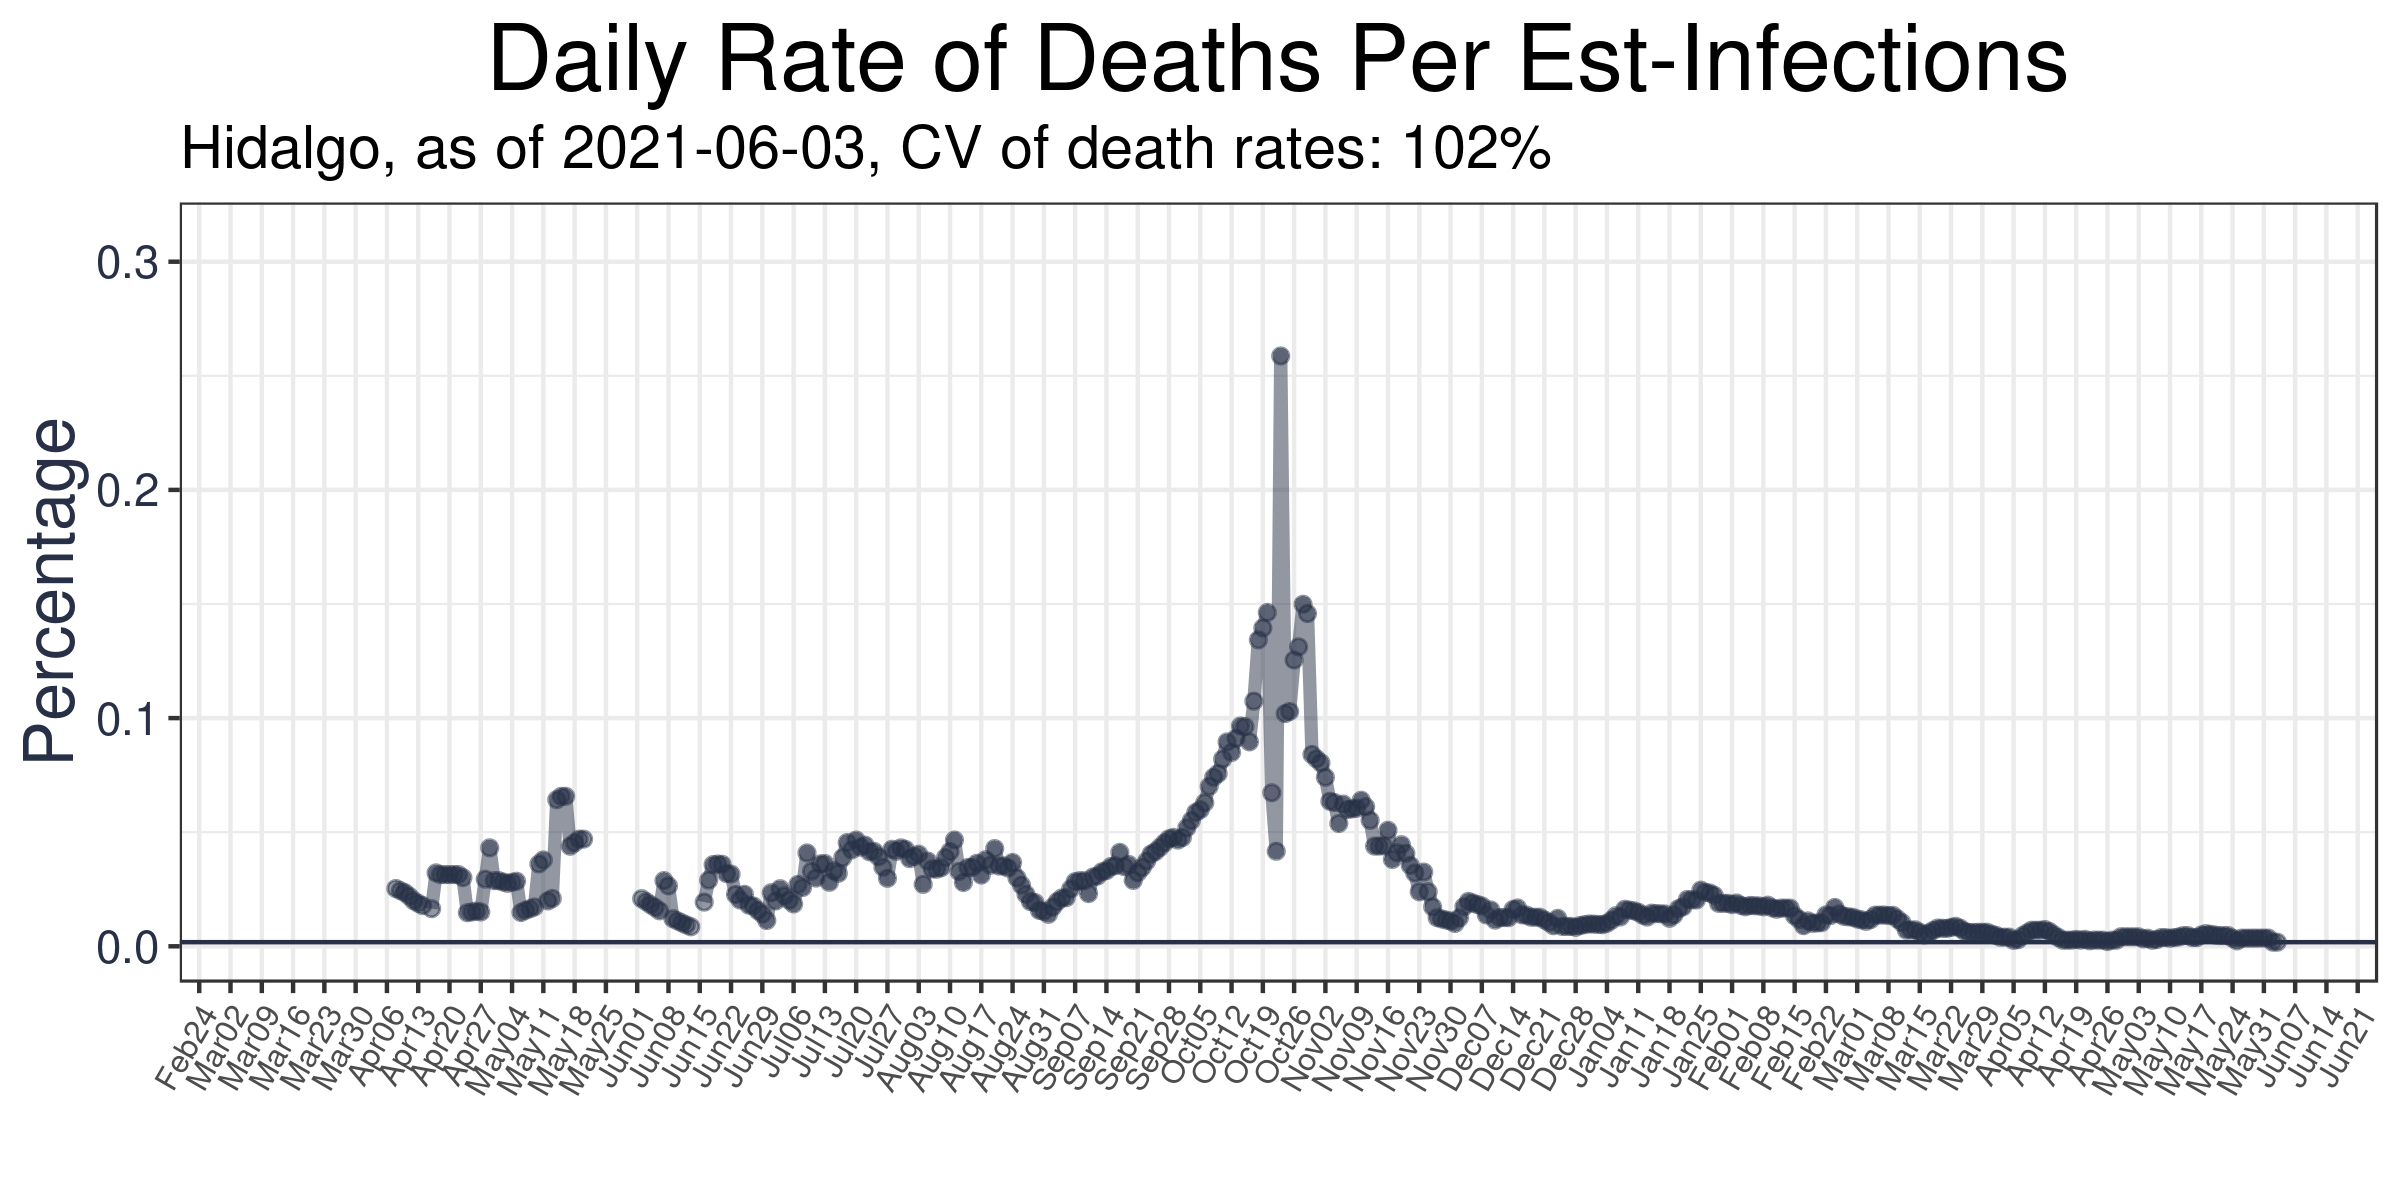 Daily Rate of Deaths Per Est-Infections
Hidalgo, as of 2021-06-03, CV of death rates: 102%
Percentage
0.3
0.2
0.1
0.0
Feb24
Mar02
Mar09
Mar16
Mar23
Mar30
Apr06
Apr13
Apr20
Apr27
May04
May11
May18
May25
Jun01
Jun08
Jun15
Jun22
Jun29
Jul06
Jul13
Jul20
Jul27
Aug03
Aug10
Aug17
Aug24
Aug31
Sep07
Sep14
Sep21
Sep28
Oct05
Oct12
Oct19
Oct26
Nov02
Nov09
Nov16
Nov23
Nov30
Dec07
Dec14
Dec21
Dec28
Jan04
Jan11
Jan18
Jan25
Feb01
Feb08
Feb15
Feb22
Mar01
Mar08
Mar15
Mar22
Mar29
Apr05
Apr12
Apr19
Apr26
May03
May10
May17
May24
May31
Jun07
Jun14
Jun21